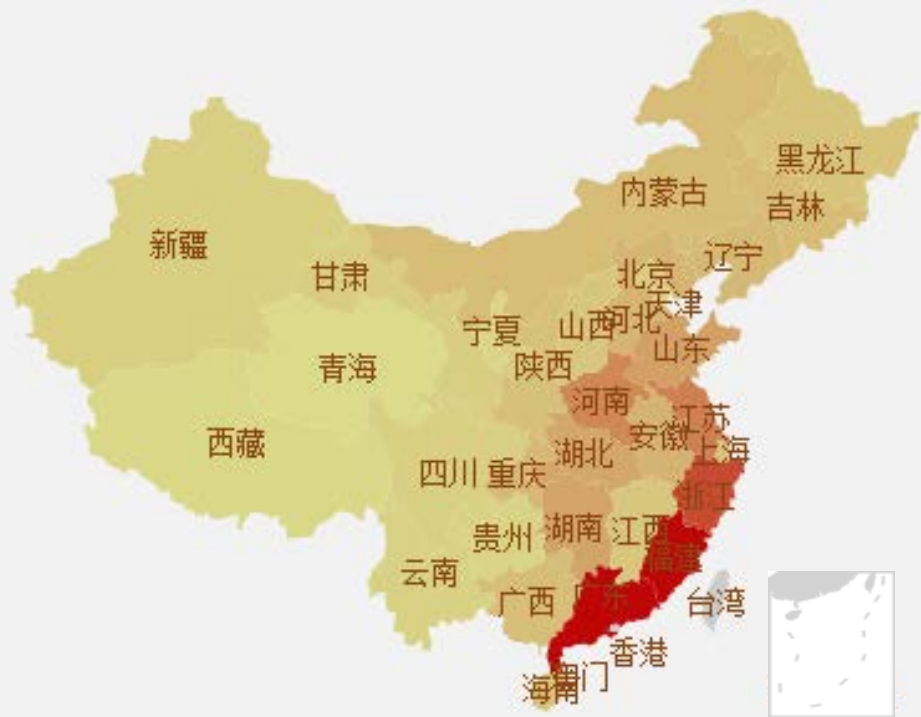 黑龙江
内蒙古
吉林
新疆
辽宁
北京
甘肃
天津
河北
山西
宁夏
山东
陕西
青海
河南
江苏
安徽
上海
西藏
湖北
四川
重庆
浙江
湖南
江西
贵州
福建
云南
广西
广东
台湾
香港
澳门
海南